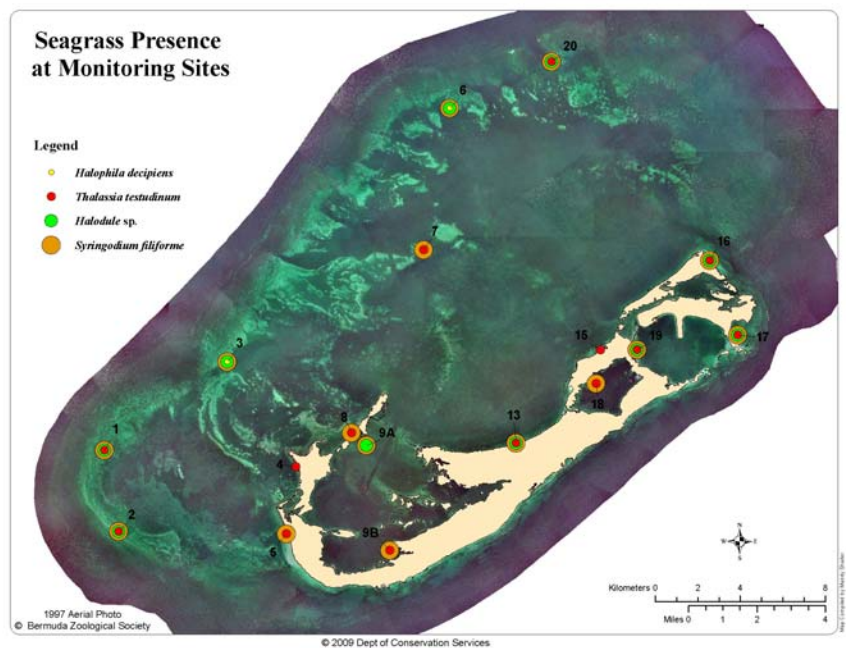 Seagrass Presence
at Monitoring Sites
Legend
Halophila decipiens
Thalassia testudinum
Halodule sp.
Syringodium filiforme
20
6
7
16
3
15
19
17
18
8
9A
13
1
4
2
5
9B
N
W E
S
Kilometers 0 2 4 8
Miles 0 1 2 4
1997 Aerial Photo
© Bermuda Zoological Society
© 2009 Dept of Conservation Services